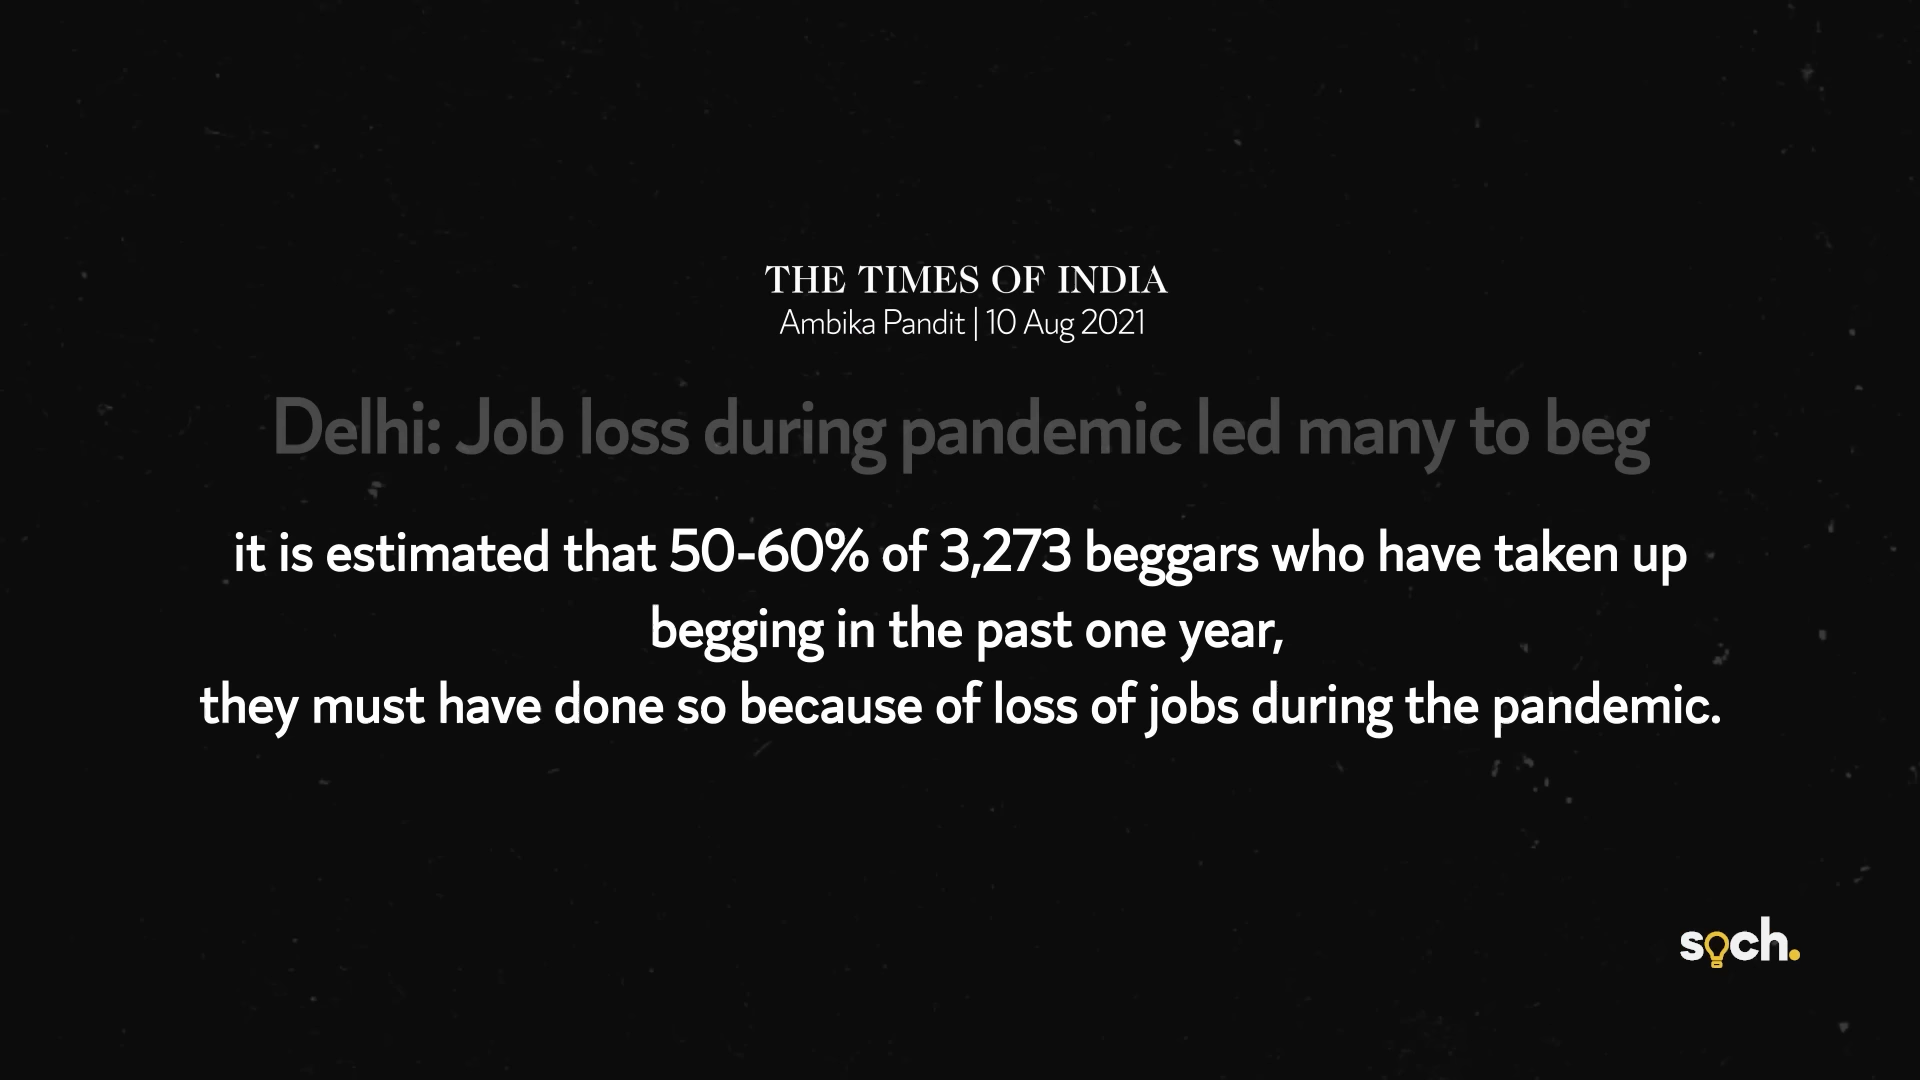 THE TIMES OF INDIA
Ambika Pandit | 10 Aug 2021
Delhi: Job loss during pandemic led many to beg
it is estimated that 50-60% of 3,273 beggars who have taken up
begging in the past one year,
they must have done so because of loss of jobs during the pandemic.
soch.